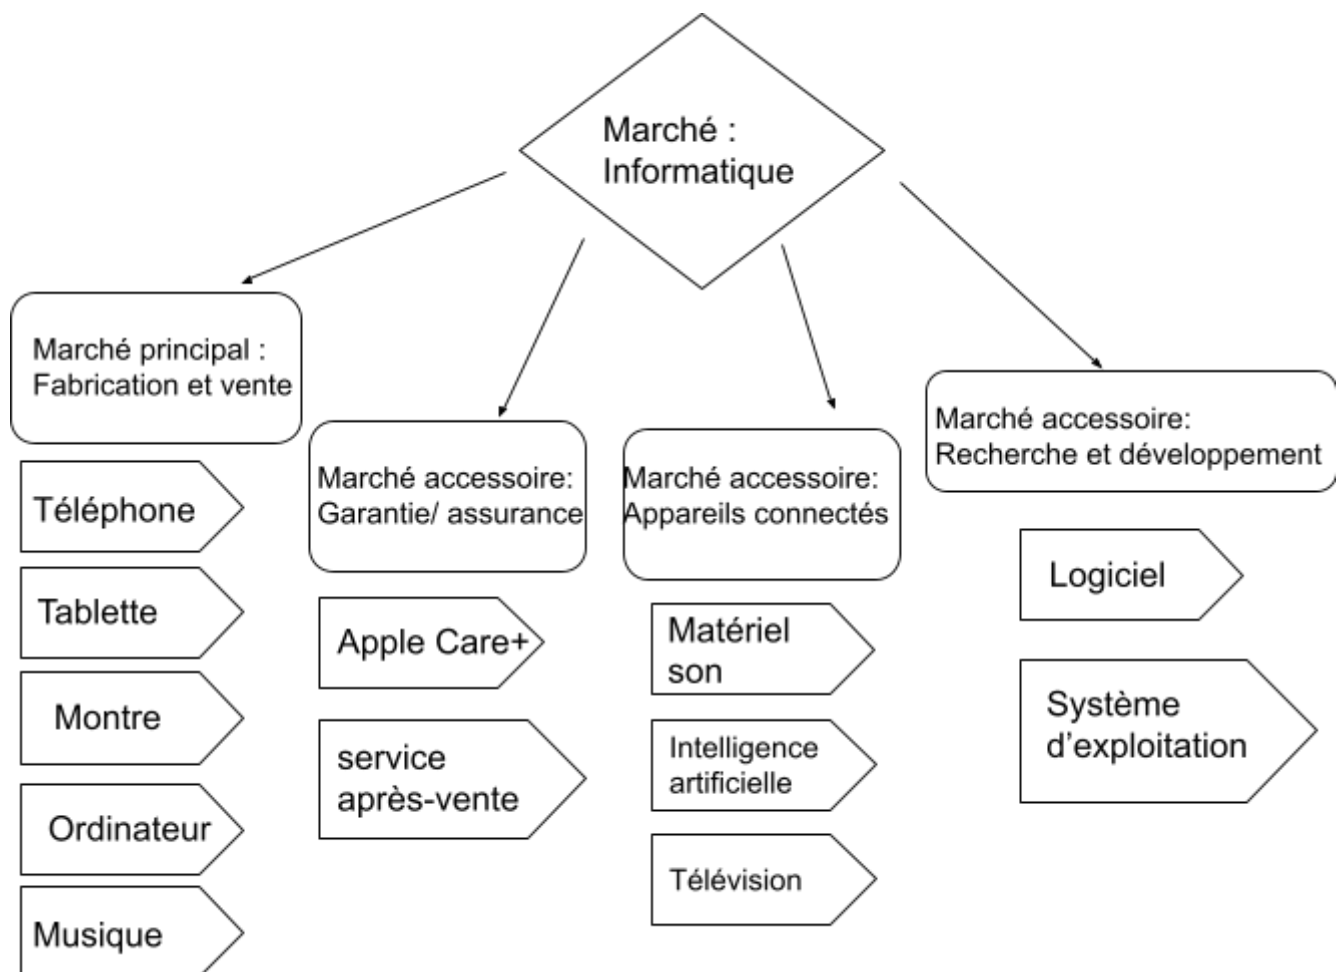 Marché :
Informatique
Marché principal :
Fabrication et vente
Téléphone
Tablette
Montre
Ordinateur
Musique
Marché accessoire:
Garantie/ assurance
Apple Care+
service
après-vente
Marché accessoire:
Appareils connectés
Matériel
son
Intelligence
artificielle
Télévision
Marché accessoire:
Recherche et développement
Logiciel
Système
d’exploitation